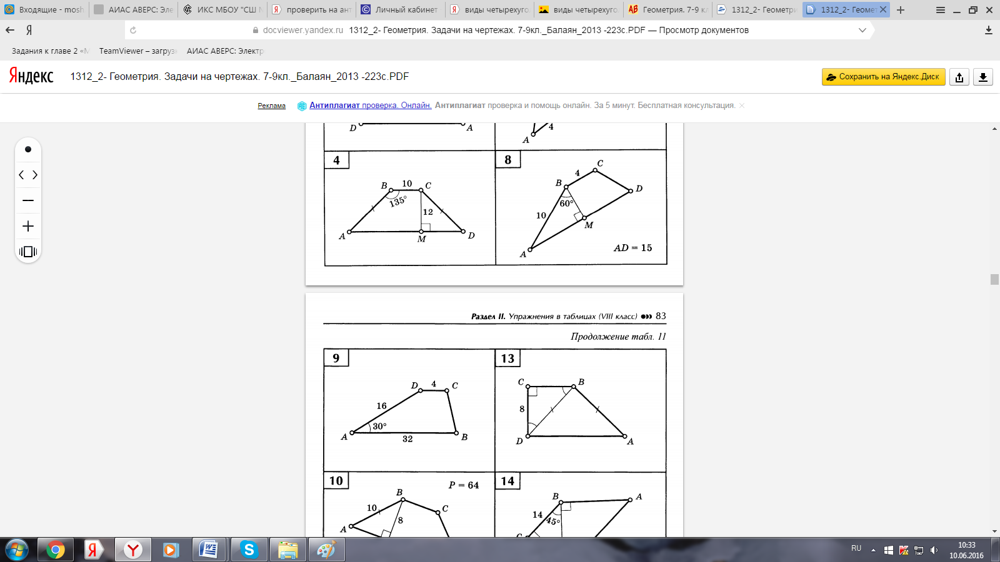 Входящие - mosh
АИАС АВЕРС: Эле
ИКС МБОУ "СШ №
проверить на ант
Личный кабинет
виды четырехуго
виды четырехуго
Геометрия. 7-9 кл
1312_2- Геометри
1312_2- Геомет
docviewer.yandex.ru 1312_2- Геометрия. Задачи на чертежах. 7-9кл._Балаян_2013 -223с.PDF — Просмотр документов
Задания к главе 2 «М
TeamViewer – загруз
АИАС АВЕРС: Электр
Яндекс
1312_2- Геометрия. Задачи на чертежах. 7-9кл._Балаян_2013 -223с.PDF
Сохранить на Яндекс.Диск
Реклама
Антиплагиат проверка. Онлайн. Антиплагиат проверка и помощь онлайн. За 5 минут. Бесплатная консультация.
D A
4
A
4
B 10 C
135°
12
A M D
8
C
4
B
D
60°
10
M
A
AD = 15
Раздел II. Упражнения в таблицах (VIII класс) 83
Продолжение табл. 11
9
D 4 C
16
30°
A 32 B
13
C B
8
D A
10
P = 64
B
10
C
8
A
14
B A
14
45°
C
RU
10:33
10.06.2016